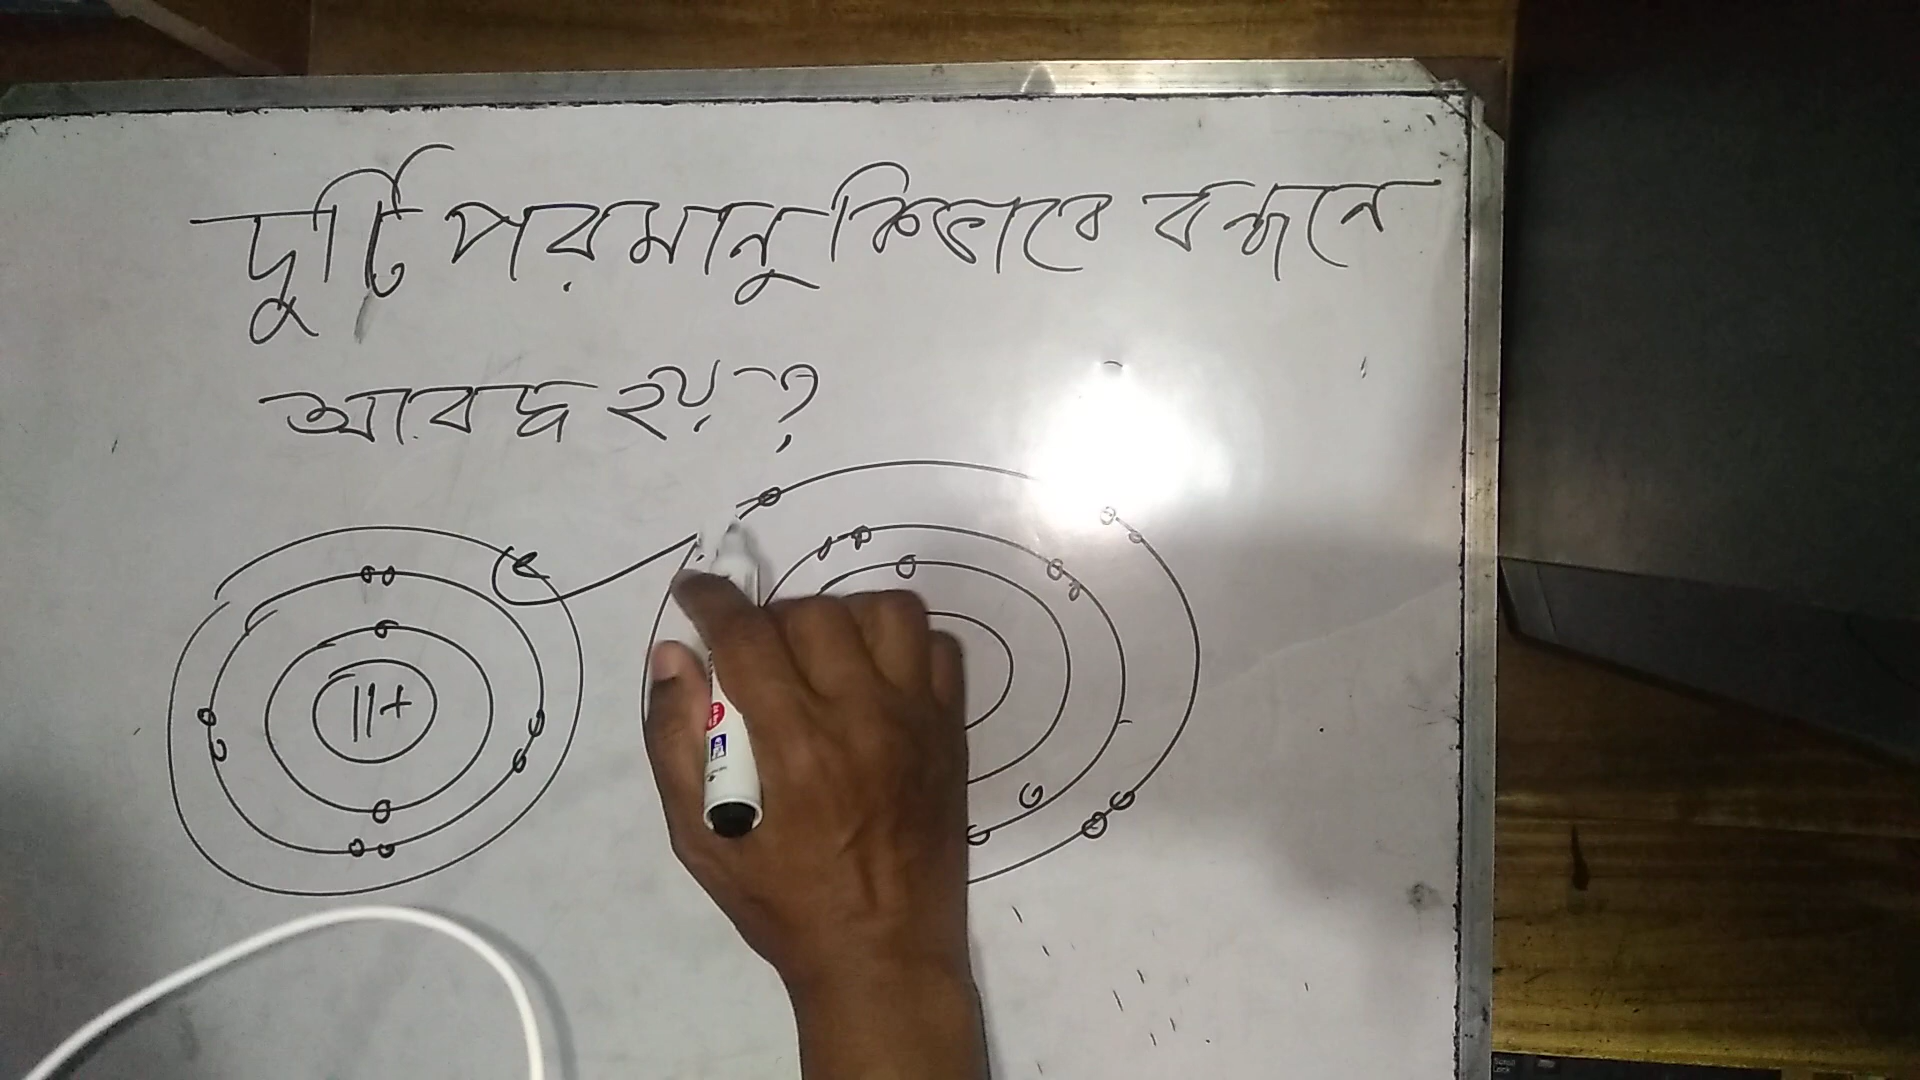 দুটি পরমানু কিভাবে বন্ধনে
আবদ্ধ হয় ?
11+